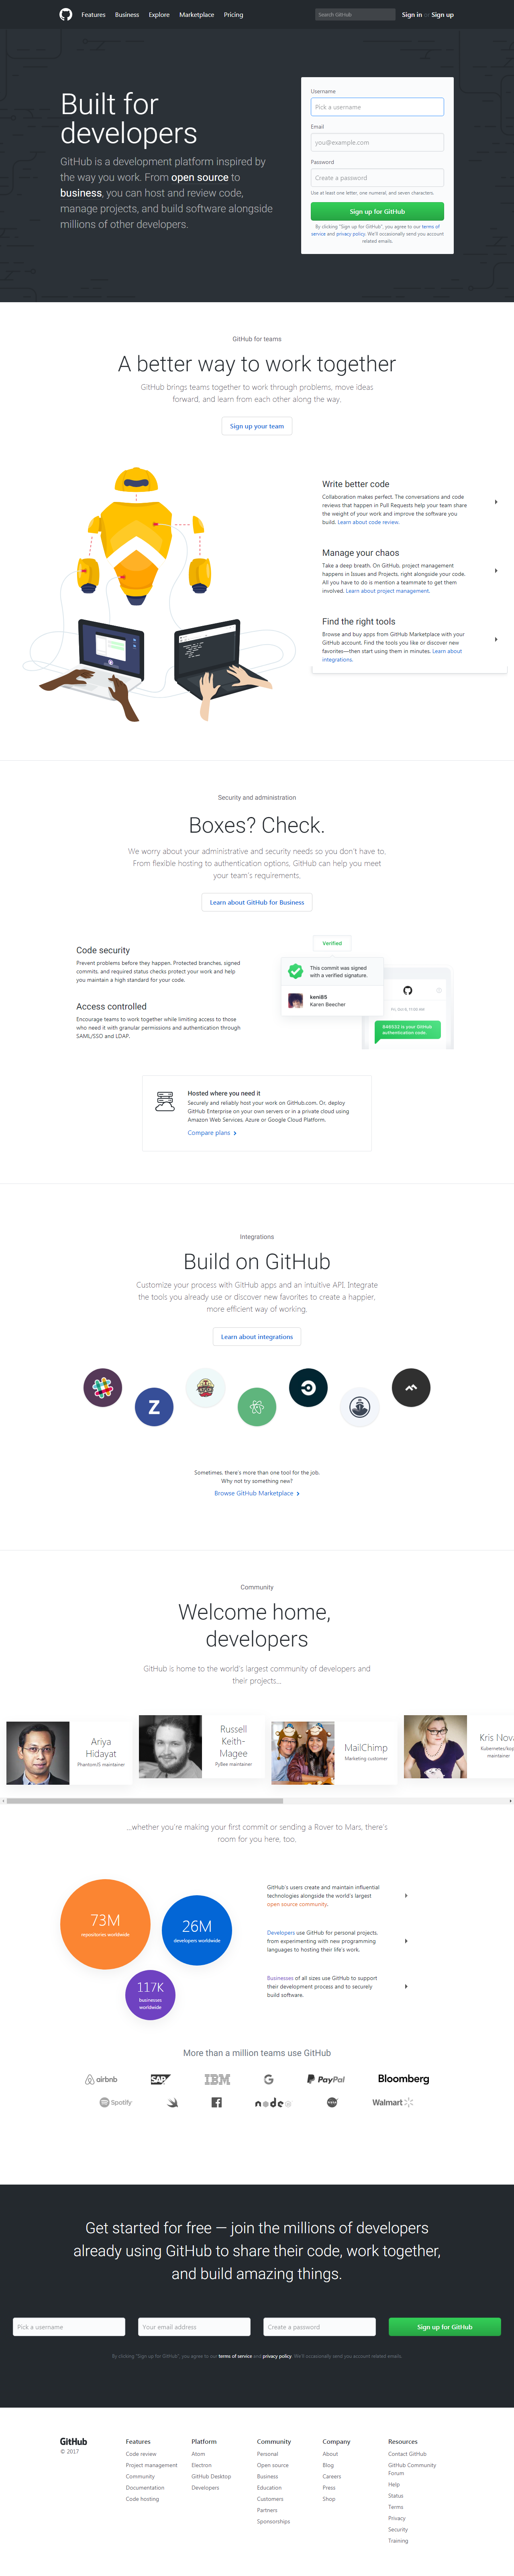 Features Business Explore Marketplace Pricing Search GitHub Sign in or Sign up
Built for
developers
GitHub is a development platform inspired by
the way you work. From open source to
business, you can host and review code,
manage projects, and build software alongside
millions of other developers.
Username
Pick a username
Email
you@example.com
Password
Create a password
Use at least one letter, one numeral, and seven characters.
Sign up for GitHub
By clicking "Sign up for GitHub", you agree to our terms of
service and privacy policy. We'll occasionally send you account
related emails.
GitHub for teams
A better way to work together
GitHub brings teams together to work through problems, move ideas
forward, and learn from each other along the way.
Sign up your team
Write better code
Collaboration makes perfect. The conversations and code
reviews that happen in Pull Requests help your team share
the weight of your work and improve the software you
build. Learn about code review.
Manage your chaos
Take a deep breath. On GitHub, project management
happens in Issues and Projects, right alongside your code.
All you have to do is mention a teammate to get them
involved. Learn about project management.
Find the right tools
Browse and buy apps from GitHub Marketplace with your
GitHub account. Find the tools you like or discover new
favorites—then start using them in minutes. Learn about
integrations.
Security and administration
Boxes? Check.
We worry about your administrative and security needs so you don't have to.
From flexible hosting to authentication options, GitHub can help you meet
your team's requirements.
Learn about GitHub for Business
Code security
Prevent problems before they happen. Protected branches, signed
commits, and required status checks protect your work and help
you maintain a high standard for your code.
Access controlled
Encourage teams to work together while limiting access to those
who need it with granular permissions and authentication through
SAML/SSO and LDAP.
Verified
This commit was signed
with a verified signature.
keniBS
Karen Beecher
Fri, Oct 6, 11:00 AM
848532 is your GitHub
authentication code.
Hosted where you need it
Securely and reliably host your work on GitHub.com. Or, deploy
GitHub Enterprise on your own servers or in a private cloud using
Amazon Web Services, Azure or Google Cloud Platform.
Compare plans
Integrations
Build on GitHub
Customize your process with GitHub apps and an intuitive API. Integrate
the tools you already use or discover new favorites to create a happier,
more efficient way of working.
Learn about integrations
Z
Sometimes, there's more than one tool for the job.
Why not try something new?
Browse GitHub Marketplace
Community
Welcome home,
developers
GitHub is home to the world's largest community of developers and
their projects...
Ariya
Hidayat
PhantomJS maintainer
Russell
Keith-
Magee
PyBee maintainer
MailChimp
Marketing customer
Kris Nova
Kubernetes/kops
maintainer
...whether you're making your first commit or sending a Rover to Mars, there's
room for you here, too.
73M
repositories worldwide
26M
developers worldwide
117K
businesses
worldwide
GitHub's users create and maintain influential
technologies alongside the world's largest
open source community.
Developers use GitHub for personal projects,
from experimenting with new programming
languages to hosting their life's work.
Businesses of all sizes use GitHub to support
their development process and to securely
build software.
More than a million teams use GitHub
airbnb SAP IBM G PayPal Bloomberg
Spotify node Walmart
Get started for free — join the millions of developers
already using GitHub to share their code, work together,
and build amazing things.
Pick a username Your email address Create a password Sign up for GitHub
By clicking "Sign up for GitHub", you agree to our terms of service and privacy policy. We'll occasionally send you account related emails.
GitHub
© 2017
Features
Code review
Project management
Community
Documentation
Code hosting
Platform
Atom
Electron
GitHub Desktop
Developers
Community
Personal
Open source
Business
Education
Customers
Partners
Sponsorships
Company
About
Blog
Careers
Press
Shop
Resources
Contact GitHub
GitHub Community
Forum
Help
Status
Terms
Privacy
Security
Training